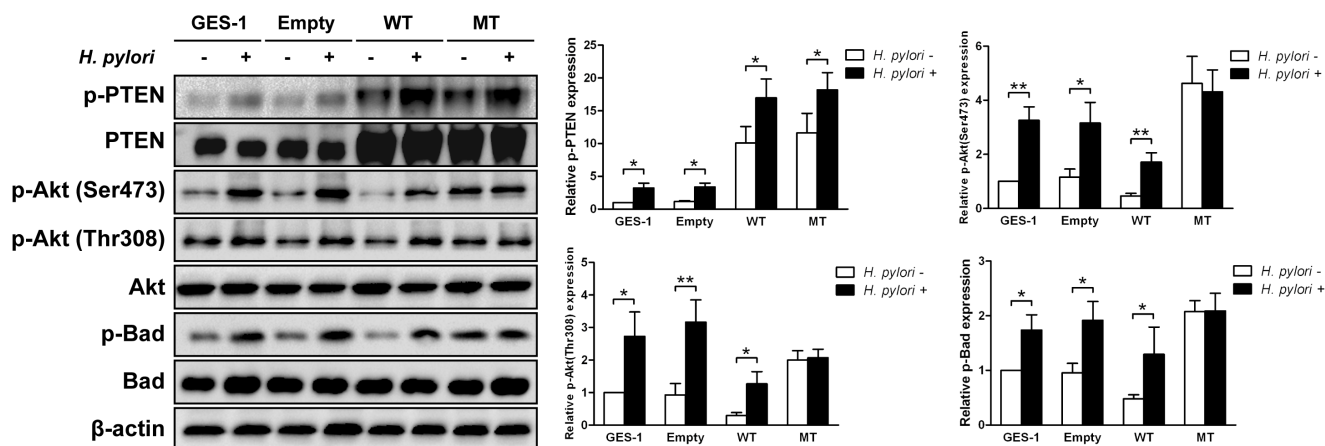 GES-1 Empty WT MT
H. pylori - + - + - + - +
p-PTEN
PTEN
p-Akt (Ser473)
p-Akt (Thr308)
Akt
p-Bad
Bad
β-actin
Relative p-PTEN expression
25
20
15
10
5
0
* * * *
GES-1 Empty WT MT
H. pylori -
H. pylori +
Relative p-Akt(Ser473) expression
6
4
2
0
** * **
GES-1 Empty WT MT
H. pylori -
H. pylori +
Relative p-Akt(Thr308) expression
5
4
3
2
1
0
* ** *
GES-1 Empty WT MT
H. pylori -
H. pylori +
Relative p-Bad expression
3
2
1
0
* * *
GES-1 Empty WT MT
H. pylori -
H. pylori +